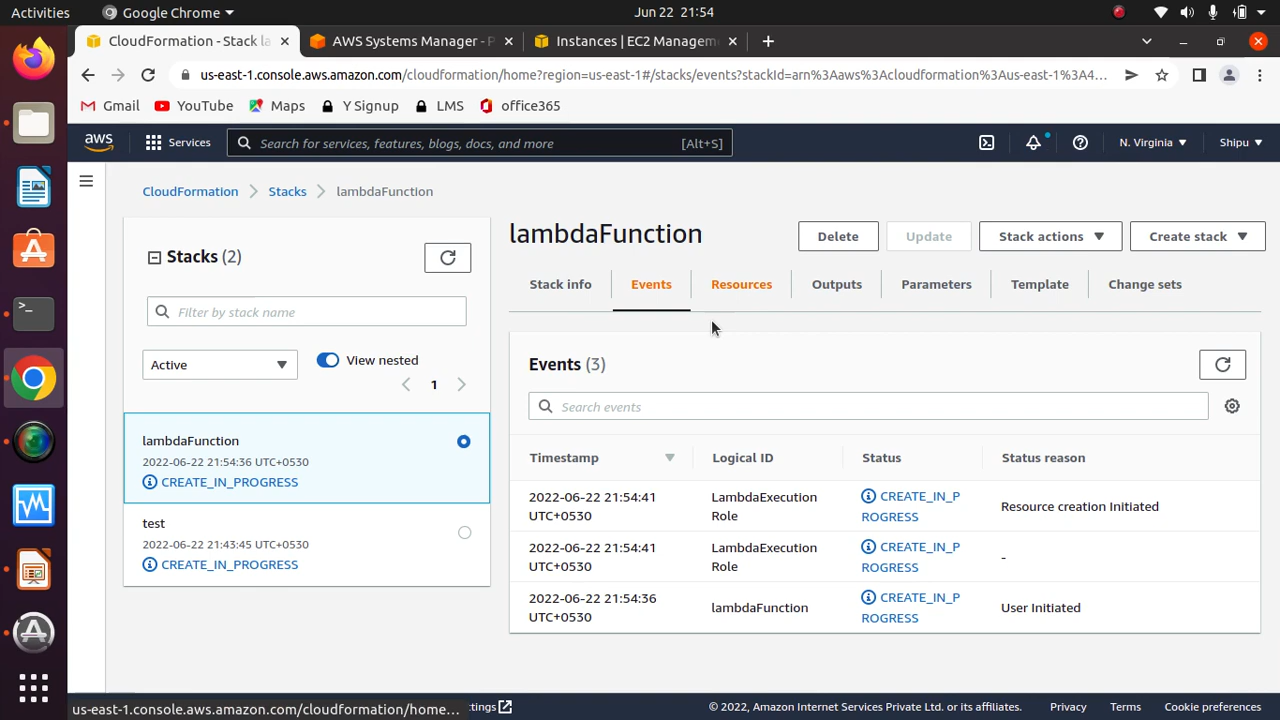 Activities
Google Chrome
Jun 22 21:54
CloudFormation - Stack la
AWS Systems Manager - P
Instances | EC2 Managem
us-east-1.console.aws.amazon.com/cloudformation/home?region=us-east-1#/stacks/events?stackId=arn%3Aaws%3Acloudformation%3Aus-east-1%3A4...
Gmail
YouTube
Maps
Y Signup
LMS
office365
aws
Services
Search for services, features, blogs, docs, and more
[Alt+S]
N. Virginia
Shipu
CloudFormation
Stacks
lambdaFunction
Stacks (2)
Filter by stack name
Active
View nested
1
lambdaFunction
2022-06-22 21:54:36 UTC+0530
CREATE_IN_PROGRESS
test
2022-06-22 21:43:45 UTC+0530
CREATE_IN_PROGRESS
lambdaFunction
Delete
Update
Stack actions
Create stack
Stack info
Events
Resources
Outputs
Parameters
Template
Change sets
Events (3)
Search events
Timestamp
Logical ID
Status
Status reason
2022-06-22 21:54:41
UTC+0530
LambdaExecution
Role
CREATE_IN_P
ROGRESS
Resource creation Initiated
2022-06-22 21:54:41
UTC+0530
LambdaExecution
Role
CREATE_IN_P
ROGRESS
-
2022-06-22 21:54:36
UTC+0530
lambdaFunction
CREATE_IN_P
ROGRESS
User Initiated
us-east-1.console.aws.amazon.com/cloudformation/home...
ttings
© 2022, Amazon Internet Services Private Ltd. or its affiliates.
Privacy
Terms
Cookie preferences